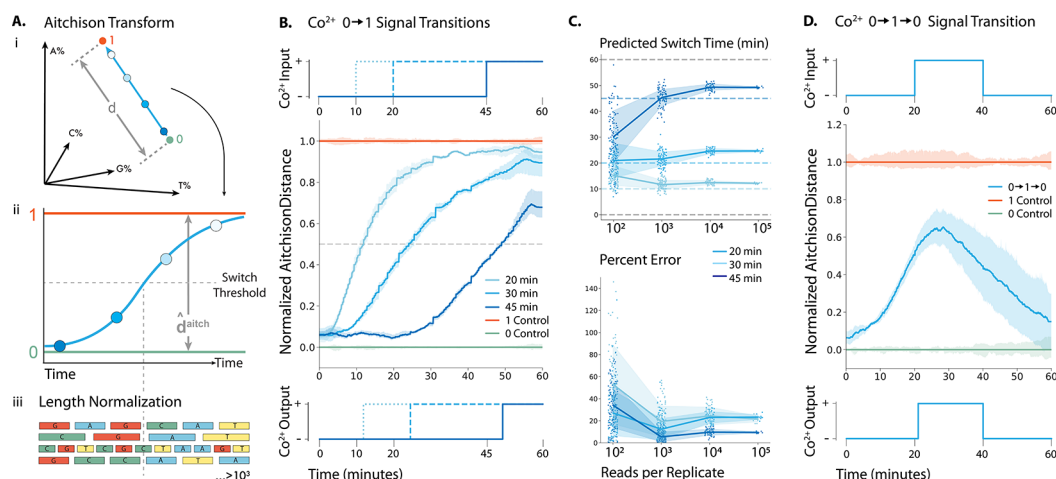 A. Aitchison Transform
i
A%
1
d
0
C%
G%
T%
ii
1
Switch
Threshold
d̂ aitch
0
Time
Time
iii Length Normalization
G A G C A T
C G A T
C G T C G C T A A G T
G C C A T A
...>10³
B. Co²⁺ 0→1 Signal Transitions
Co²⁺ Input
+
-
0 10 20 45 60
Normalized AitchisonDistance
1.0
0.8
0.6
0.4
0.2
0.0
20 min
30 min
45 min
1 Control
0 Control
0 10 20 30 40 50 60
Co²⁺ Output
+
-
0 10 20 45 60
Time (minutes)
C.
Predicted Switch Time (min)
60
50
40
30
20
10
0
10² 10³ 10⁴ 10⁵
20 min
30 min
45 min
Percent Error
140
120
100
80
60
40
20
0
10² 10³ 10⁴ 10⁵
Reads per Replicate
D. Co²⁺ 0→1→0 Signal Transition
Co²⁺ Input
+
-
0 20 40 60
Normalized AitchisonDistance
1.2
1.0
0.8
0.6
0.4
0.2
0.0
0→1→0
1 Control
0 Control
0 10 20 30 40 50 60
Co²⁺ Output
+
-
0 20 40 60
Time (minutes)